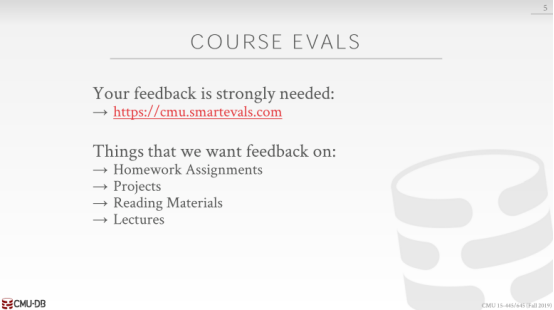 5
COURSE EVALS
Your feedback is strongly needed:
→ https://cmu.smartevals.com
Things that we want feedback on:
→ Homework Assignments
→ Projects
→ Reading Materials
→ Lectures
CMU·DB
CMU 15-445/645 (Fall 2019)